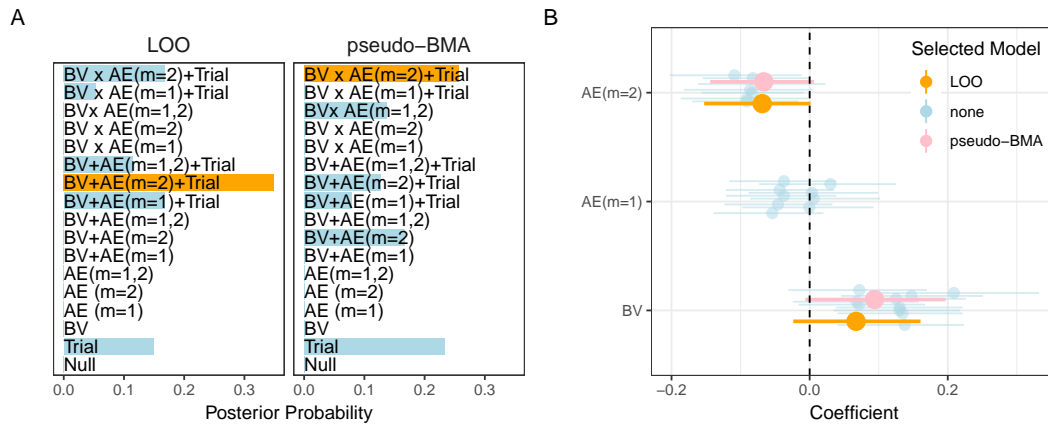 A
LOO
pseudo−BMA
BV x AE(m=2)+Trial
BV x AE(m=1)+Trial
BVx AE(m=1,2)
BV x AE(m=2)
BV x AE(m=1)
BV+AE(m=1,2)+Trial
BV+AE(m=2)+Trial
BV+AE(m=1)+Trial
BV+AE(m=1,2)
BV+AE(m=2)
BV+AE(m=1)
AE(m=1,2)
AE (m=2)
AE (m=1)
BV
Trial
Null
BV x AE(m=2)+Trial
BV x AE(m=1)+Trial
BVx AE(m=1,2)
BV x AE(m=2)
BV x AE(m=1)
BV+AE(m=1,2)+Trial
BV+AE(m=2)+Trial
BV+AE(m=1)+Trial
BV+AE(m=1,2)
BV+AE(m=2)
BV+AE(m=1)
AE(m=1,2)
AE (m=2)
AE (m=1)
BV
Trial
Null
0.0 0.1 0.2 0.3
0.0 0.1 0.2 0.3
Posterior Probability
B
Selected Model
LOO
none
pseudo−BMA
AE(m=2)
AE(m=1)
BV
−0.2 0.0 0.2
Coefficient